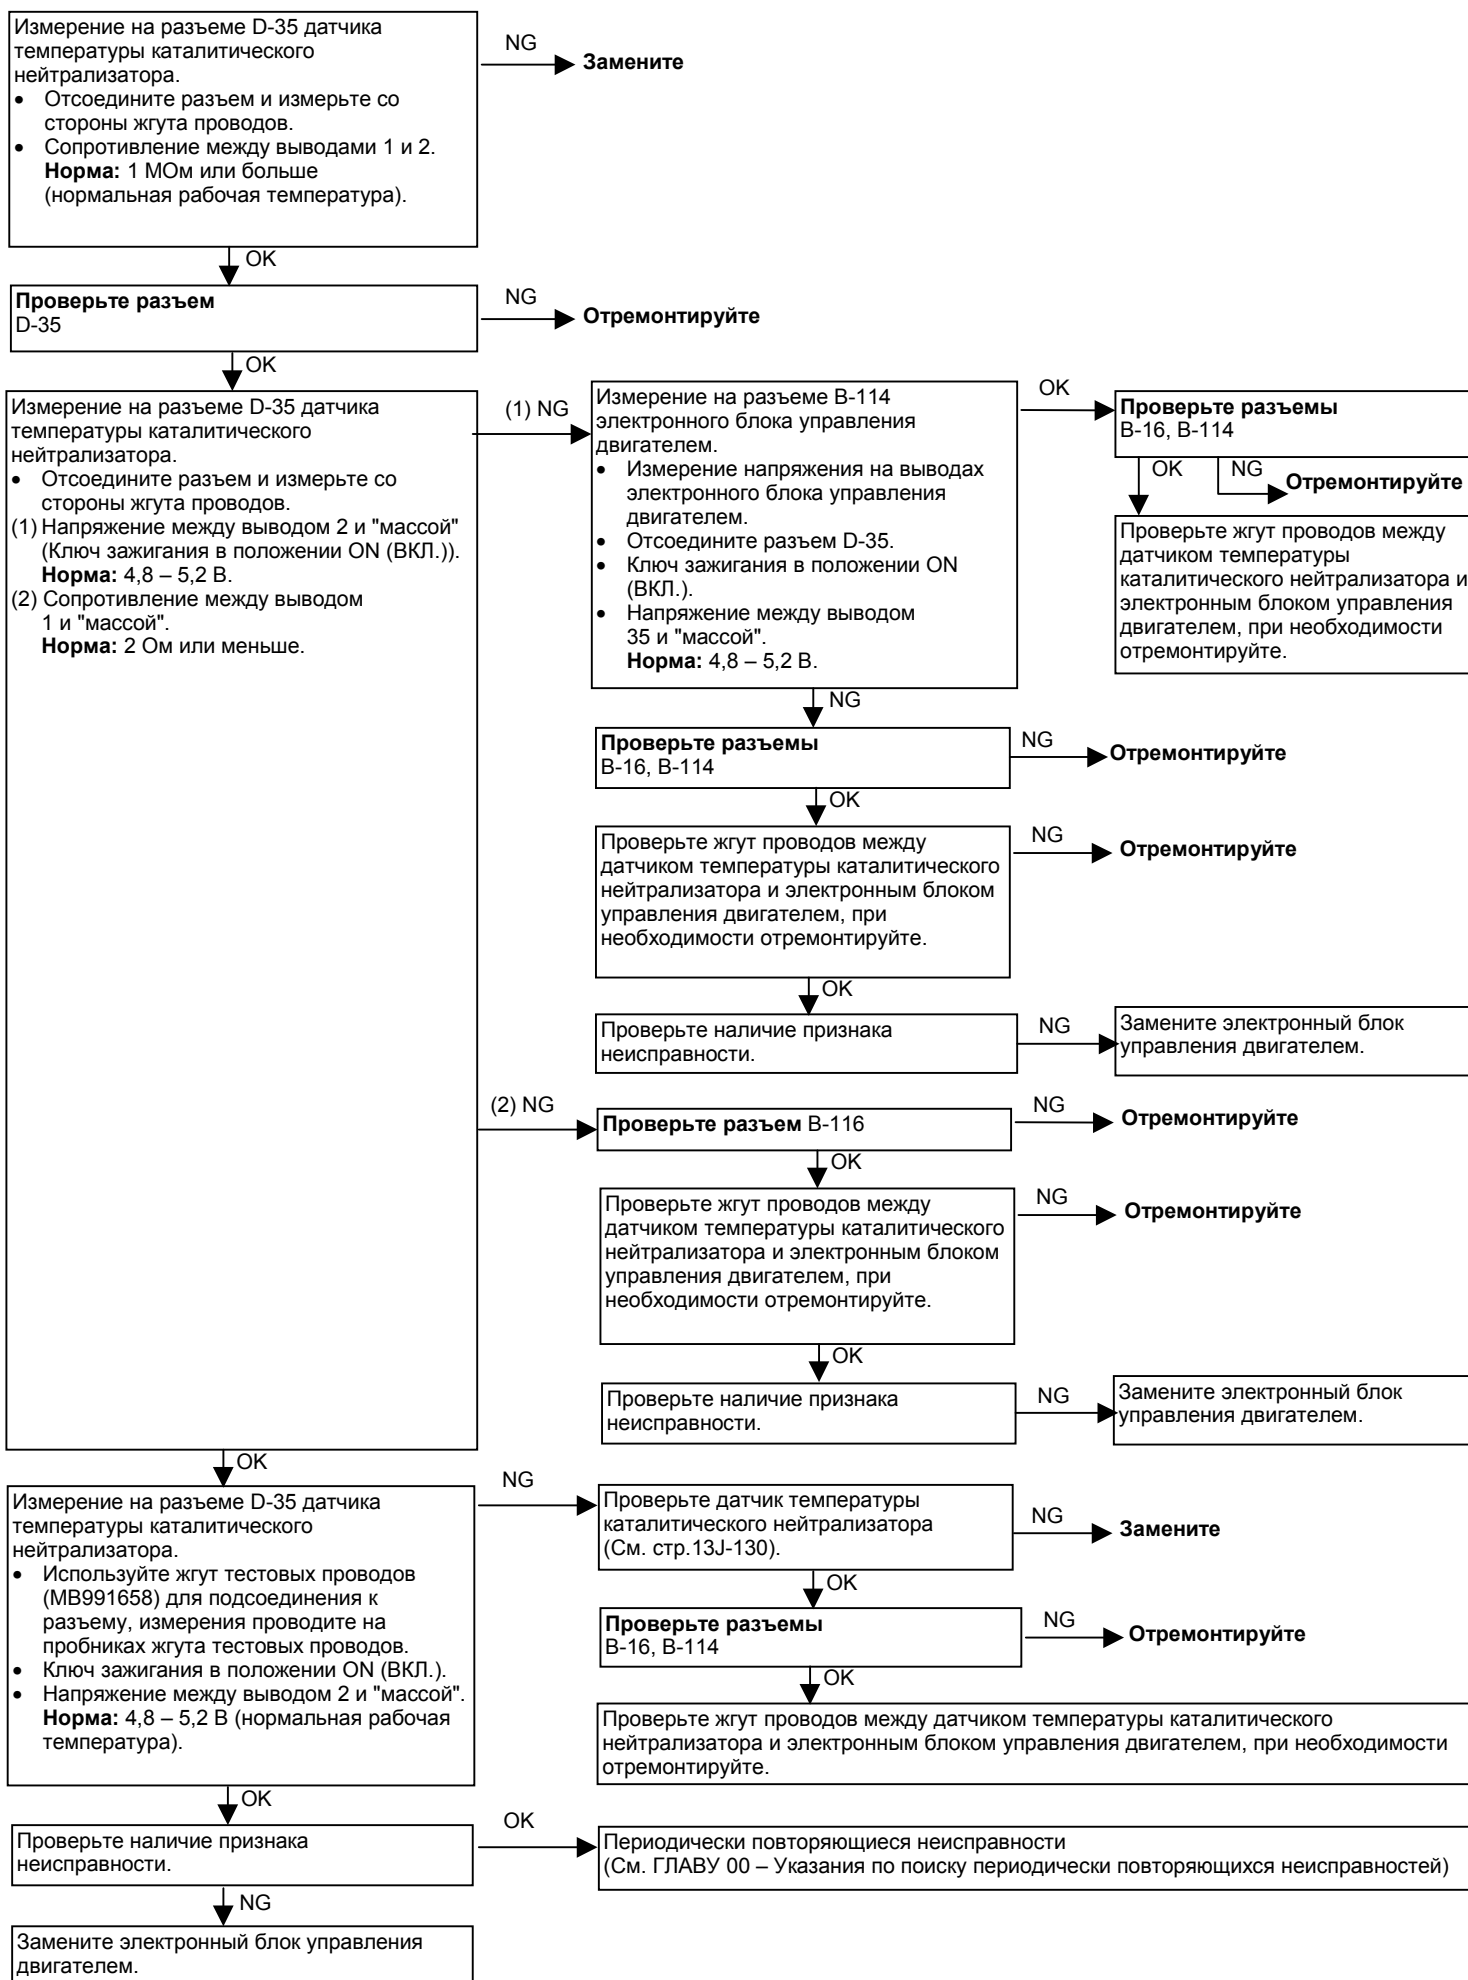 Измерение на разъеме D-35 датчика
температуры каталитического
нейтрализатора.
• Отсоедините разъем и измерьте со
стороны жгута проводов.
• Сопротивление между выводами 1 и 2.
Норма: 1 МОм или больше
(нормальная рабочая температура).
NG
Замените
OK
Проверьте разъем
D-35
NG
Отремонтируйте
OK
Измерение на разъеме D-35 датчика
температуры каталитического
нейтрализатора.
• Отсоедините разъем и измерьте со
стороны жгута проводов.
(1) Напряжение между выводом 2 и "массой"
(Ключ зажигания в положении ON (ВКЛ.)).
Норма: 4,8 – 5,2 В.
(2) Сопротивление между выводом
1 и "массой".
Норма: 2 Ом или меньше.
(1) NG
Измерение на разъеме B-114
электронного блока управления
двигателем.
• Измерение напряжения на выводах
электронного блока управления
двигателем.
• Отсоедините разъем D-35.
• Ключ зажигания в положении ON
(ВКЛ.).
• Напряжение между выводом
35 и "массой".
Норма: 4,8 – 5,2 В.
OK
Проверьте разъемы
B-16, B-114
OK
NG
Отремонтируйте
Проверьте жгут проводов между
датчиком температуры
каталитического нейтрализатора и
электронным блоком управления
двигателем, при необходимости
отремонтируйте.
NG
Проверьте разъемы
B-16, B-114
NG
Отремонтируйте
OK
Проверьте жгут проводов между
датчиком температуры каталитического
нейтрализатора и электронным блоком
управления двигателем, при
необходимости отремонтируйте.
NG
Отремонтируйте
OK
Проверьте наличие признака
неисправности.
NG
Замените электронный блок
управления двигателем.
(2) NG
Проверьте разъем B-116
NG
Отремонтируйте
OK
Проверьте жгут проводов между
датчиком температуры каталитического
нейтрализатора и электронным блоком
управления двигателем, при
необходимости отремонтируйте.
NG
Отремонтируйте
OK
Проверьте наличие признака
неисправности.
NG
Замените электронный блок
управления двигателем.
OK
Измерение на разъеме D-35 датчика
температуры каталитического
нейтрализатора.
• Используйте жгут тестовых проводов
(MB991658) для подсоединения к
разъему, измерения проводите на
пробниках жгута тестовых проводов.
• Ключ зажигания в положении ON (ВКЛ.).
• Напряжение между выводом 2 и "массой".
Норма: 4,8 – 5,2 В (нормальная рабочая
температура).
NG
Проверьте датчик температуры
каталитического нейтрализатора
(См. стр.13J-130).
NG
Замените
OK
Проверьте разъемы
B-16, B-114
NG
Отремонтируйте
OK
Проверьте жгут проводов между датчиком температуры каталитического
нейтрализатора и электронным блоком управления двигателем, при необходимости
отремонтируйте.
OK
Проверьте наличие признака
неисправности.
OK
Периодически повторяющиеся неисправности
(См. ГЛАВУ 00 – Указания по поиску периодически повторяющихся неисправностей)
NG
Замените электронный блок управления
двигателем.